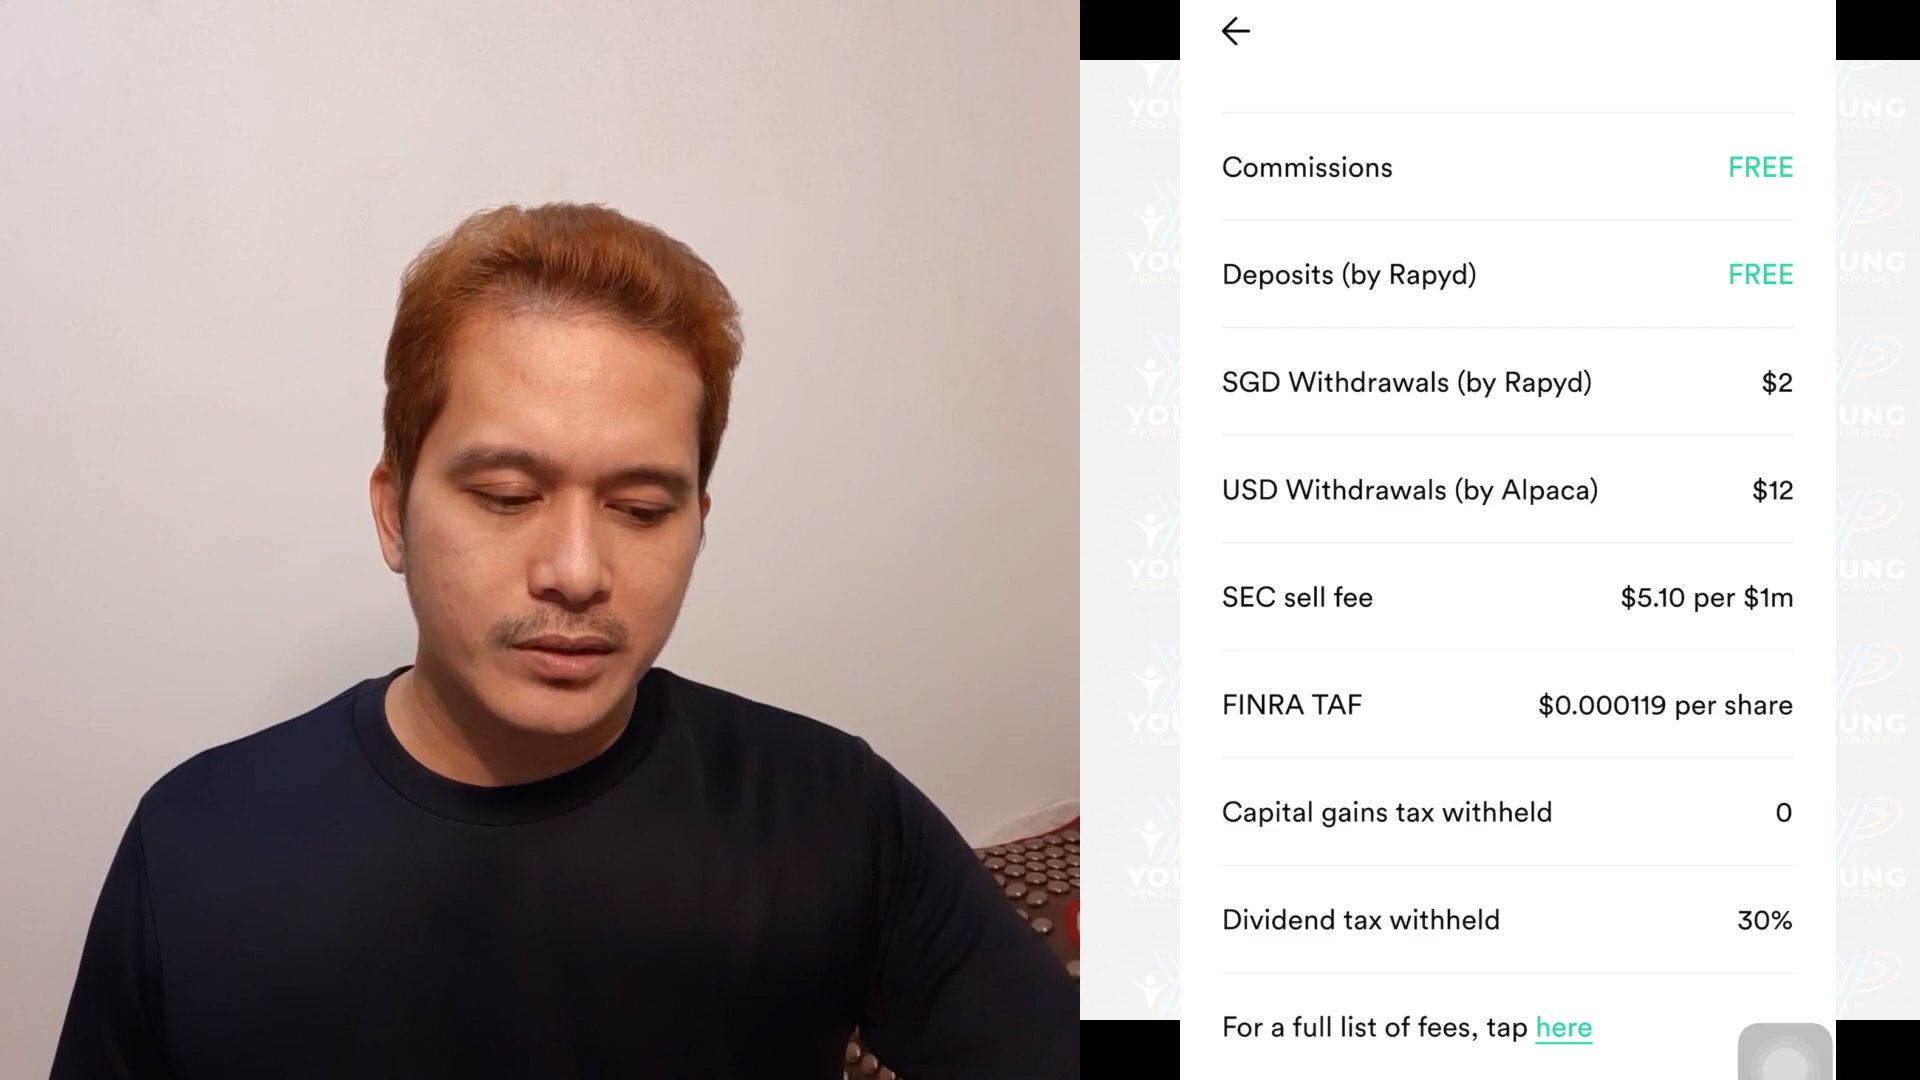 Commissions FREE
Deposits (by Rapyd) FREE
SGD Withdrawals (by Rapyd) $2
USD Withdrawals (by Alpaca) $12
SEC sell fee $5.10 per $1m
FINRA TAF $0.000119 per share
Capital gains tax withheld 0
Dividend tax withheld 30%
For a full list of fees, tap here